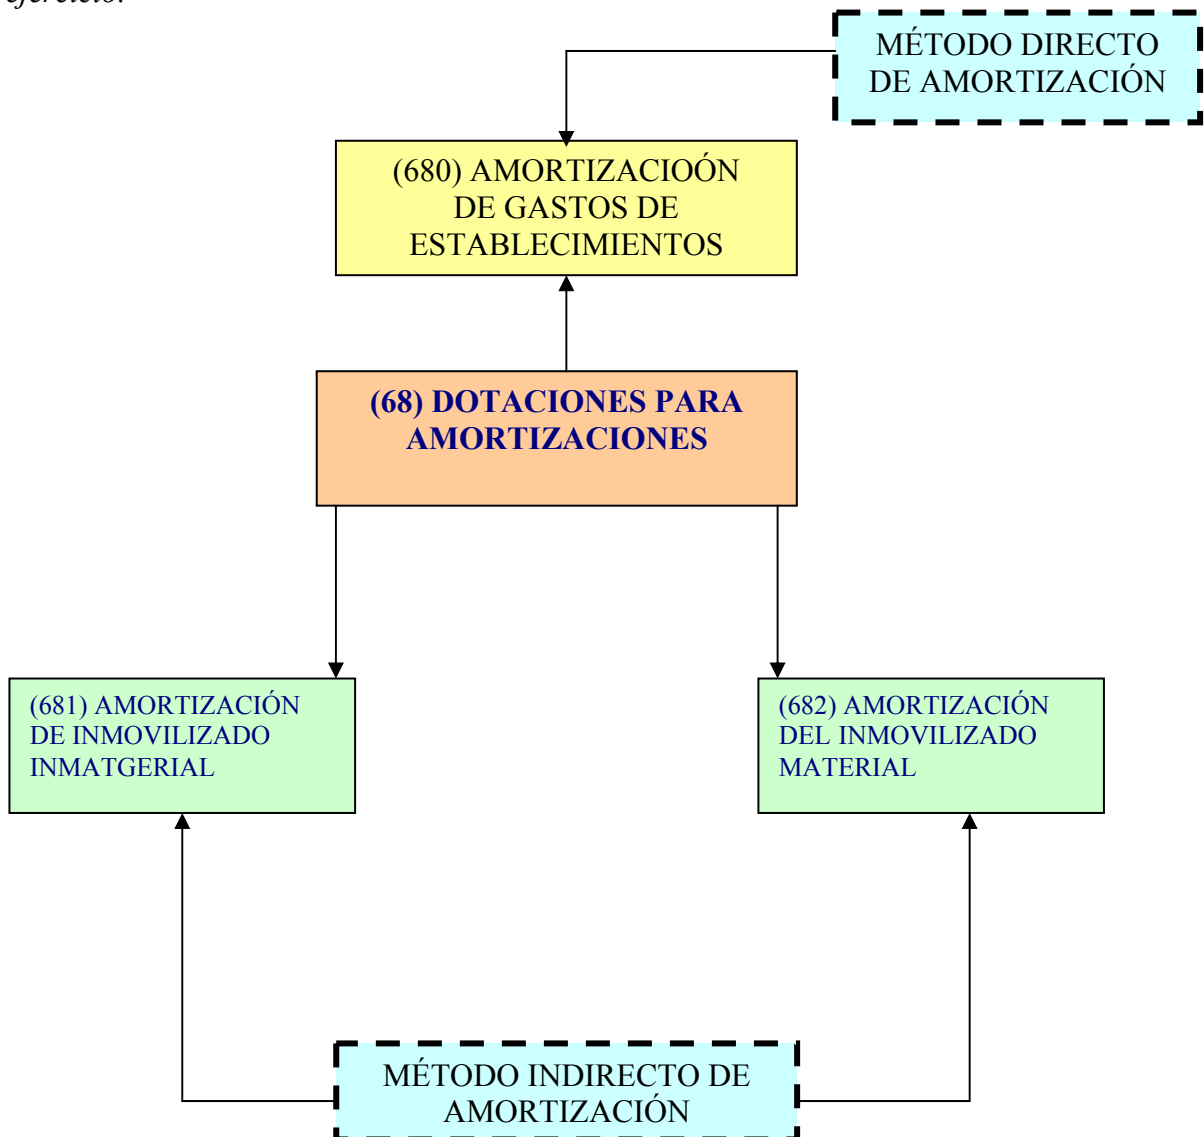 ejercicio.
MÉTODO DIRECTO
DE AMORTIZACIÓN
(680) AMORTIZACIOÓN
DE GASTOS DE
ESTABLECIMIENTOS
(68) DOTACIONES PARA
AMORTIZACIONES
(681) AMORTIZACIÓN
DE INMOVILIZADO
INMATGERIAL
(682) AMORTIZACIÓN
DEL INMOVILIZADO
MATERIAL
MÉTODO INDIRECTO DE
AMORTIZACIÓN